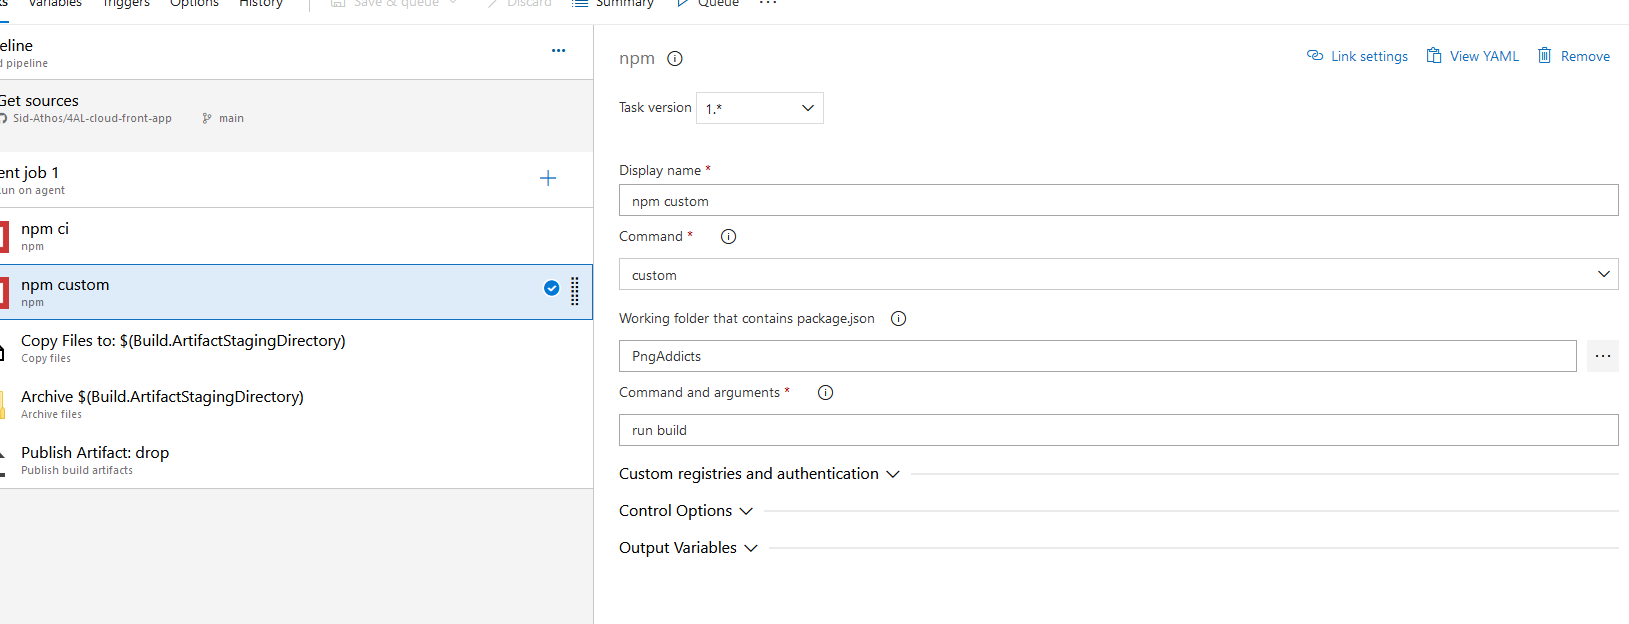 Variables Triggers Options History Save & queue Discard Summary Queue
eline
d pipeline
Get sources
Sid-Athos/4AL-cloud-front-app main
ent job 1
Run on agent
npm ci
npm
npm custom
npm
Copy Files to: $(Build.ArtifactStagingDirectory)
Copy files
Archive $(Build.ArtifactStagingDirectory)
Archive files
Publish Artifact: drop
Publish build artifacts
npm
Link settings View YAML Remove
Task version 1.*
Display name *
npm custom
Command *
custom
Working folder that contains package.json
PngAddicts
Command and arguments *
run build
Custom registries and authentication
Control Options
Output Variables